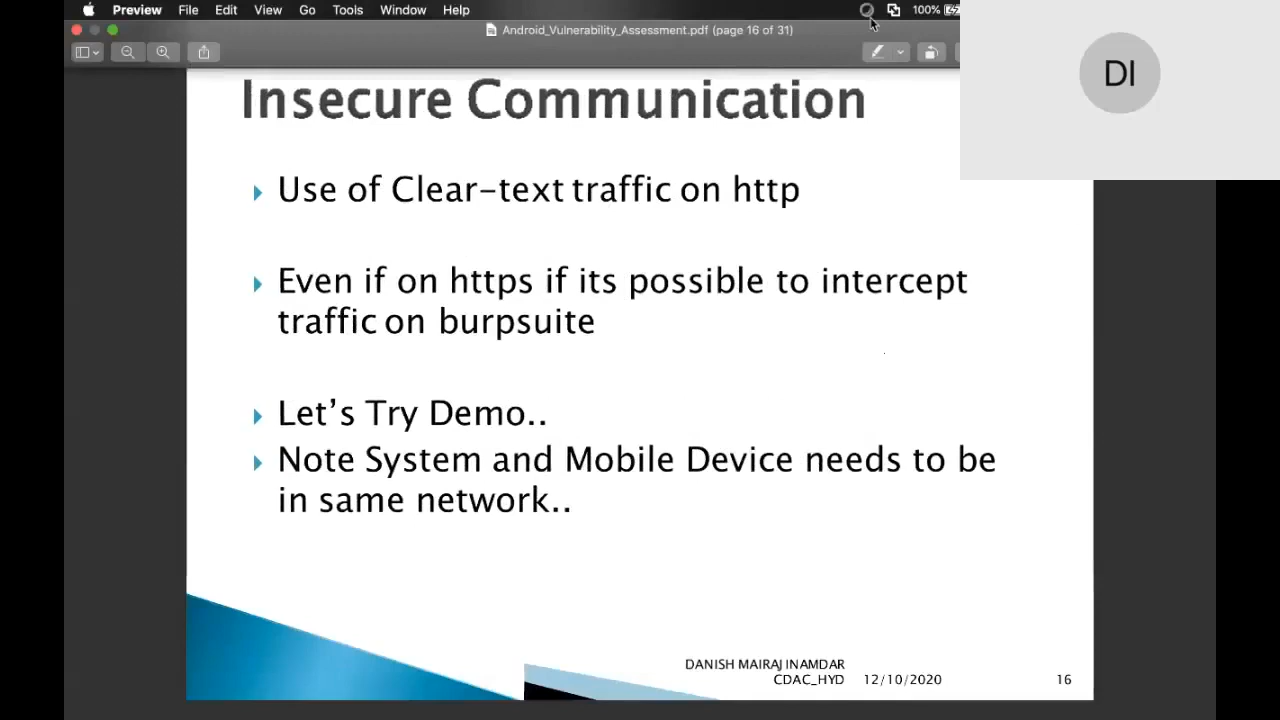 Preview File Edit View Go Tools Window Help 100%
Android_Vulnerability_Assessment.pdf (page 16 of 31)
DI
Insecure Communication
Use of Clear-text traffic on http
Even if on https if its possible to intercept
traffic on burpsuite
Let's Try Demo..
Note System and Mobile Device needs to be
in same network..
DANISH MAIRAJ INAMDAR
CDAC_HYD 12/10/2020 16